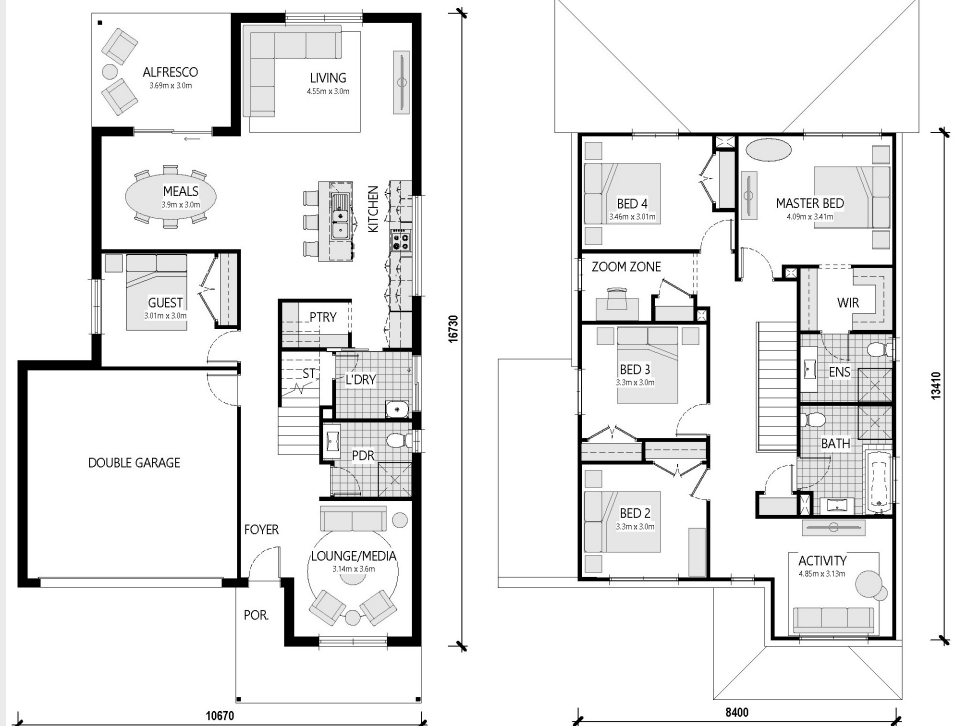 ALFRESCO
3.69m x 3.0m
LIVING
4.55m x 3.0m
MEALS
3.9m x 3.0m
KITCHEN
GUEST
3.01m x 3.0m
PTRY
ST.
L'DRY
PDR
DOUBLE GARAGE
FOYER
LOUNGE/MEDIA
3.14m x 3.6m
POR.
16730
10670
BED 4
3.46m x 3.01m
MASTER BED
4.09m x 3.41m
ZOOM ZONE
WIR
BED 3
3.3m x 3.0m
ENS
BATH
BED 2
3.3m x 3.0m
ACTIVITY
4.85m x 3.13m
13410
8400